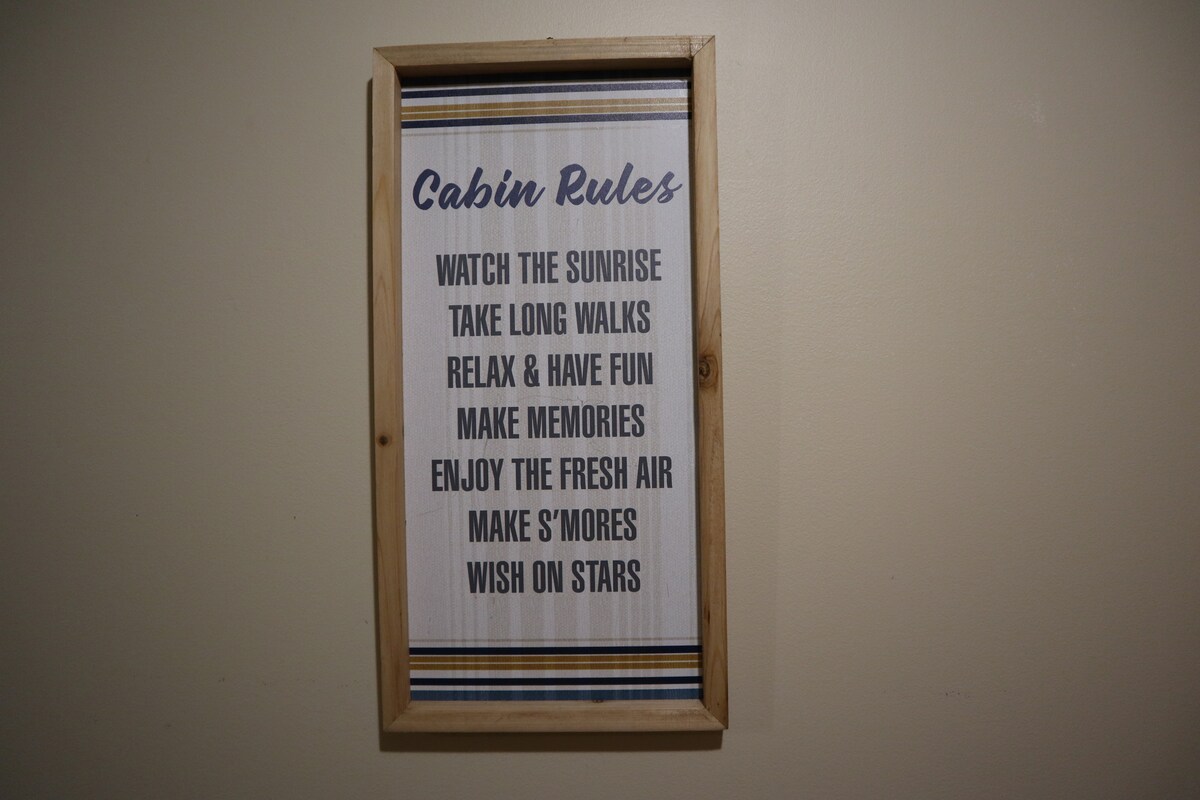 Cabin Rules
WATCH THE SUNRISE
TAKE LONG WALKS
RELAX & HAVE FUN
MAKE MEMORIES
ENJOY THE FRESH AIR
MAKE S'MORES
WISH ON STARS